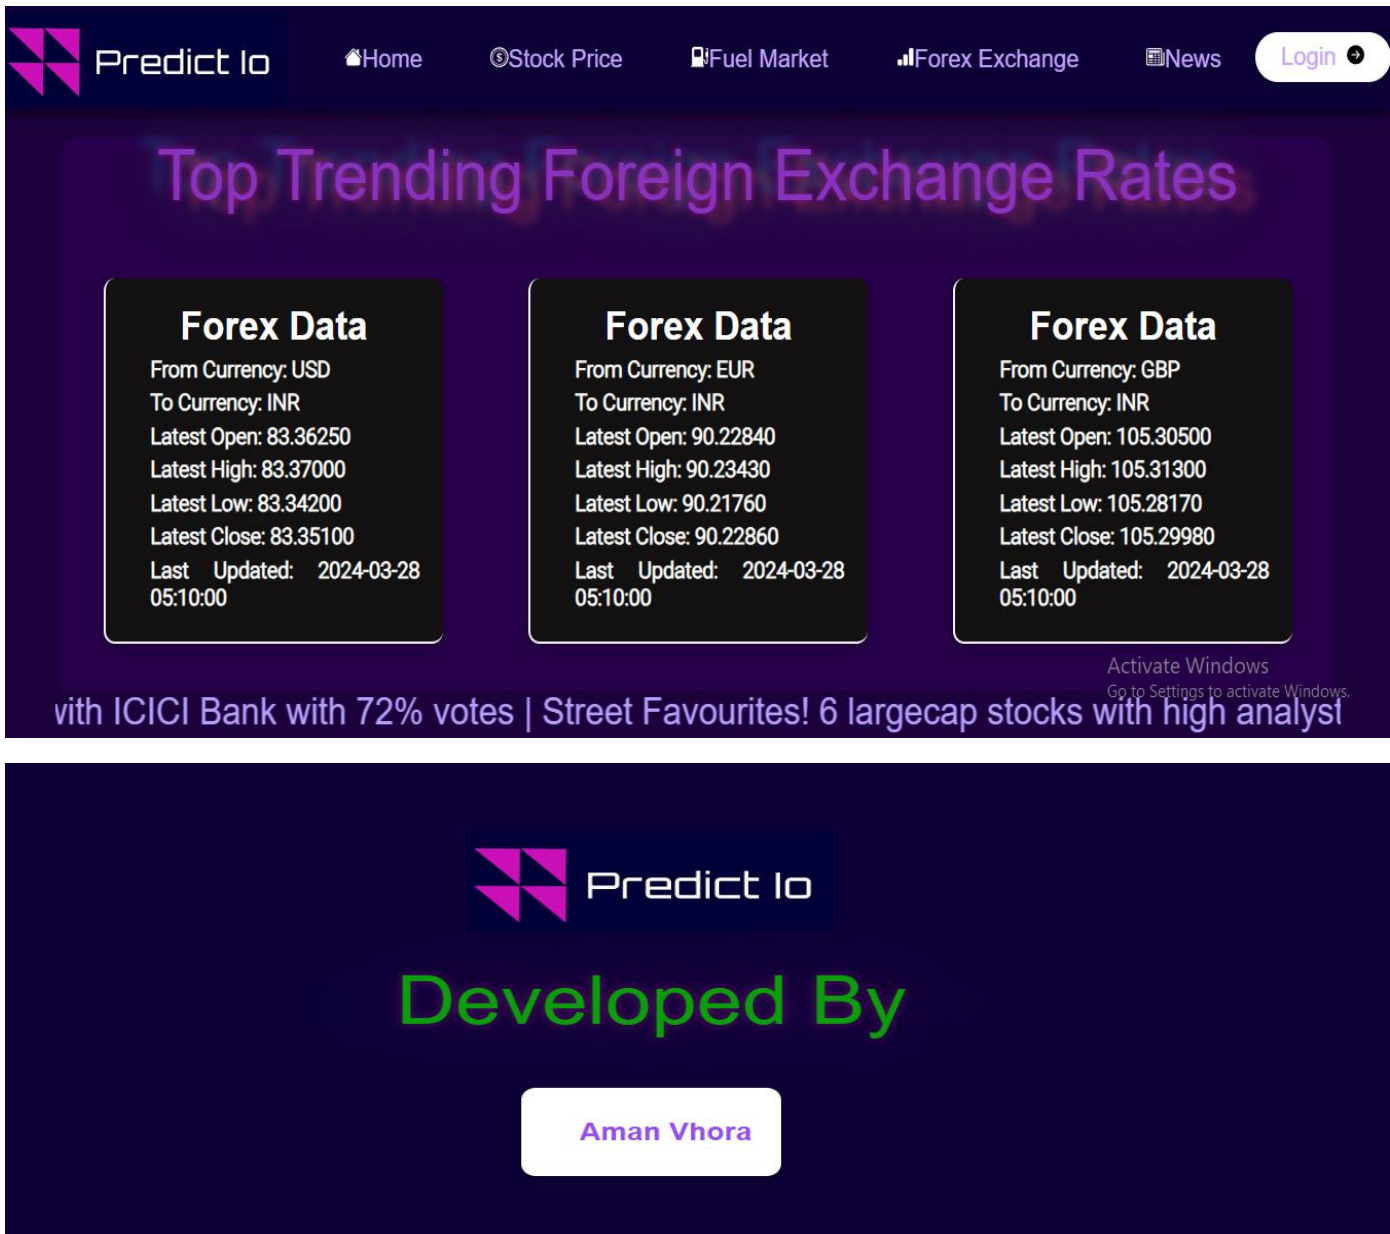 Predict Io
Home
Stock Price
Fuel Market
Forex Exchange
News
Login
Top Trending Foreign Exchange Rates
Forex Data
From Currency: USD
To Currency: INR
Latest Open: 83.36250
Latest High: 83.37000
Latest Low: 83.34200
Latest Close: 83.35100
Last Updated: 2024-03-28
05:10:00
Forex Data
From Currency: EUR
To Currency: INR
Latest Open: 90.22840
Latest High: 90.23430
Latest Low: 90.21760
Latest Close: 90.22860
Last Updated: 2024-03-28
05:10:00
Forex Data
From Currency: GBP
To Currency: INR
Latest Open: 105.30500
Latest High: 105.31300
Latest Low: 105.28170
Latest Close: 105.29980
Last Updated: 2024-03-28
05:10:00
Activate Windows
Go to Settings to activate Windows.
with ICICI Bank with 72% votes | Street Favourites! 6 largecap stocks with high analyst
Predict Io
Developed By
Aman Vhora